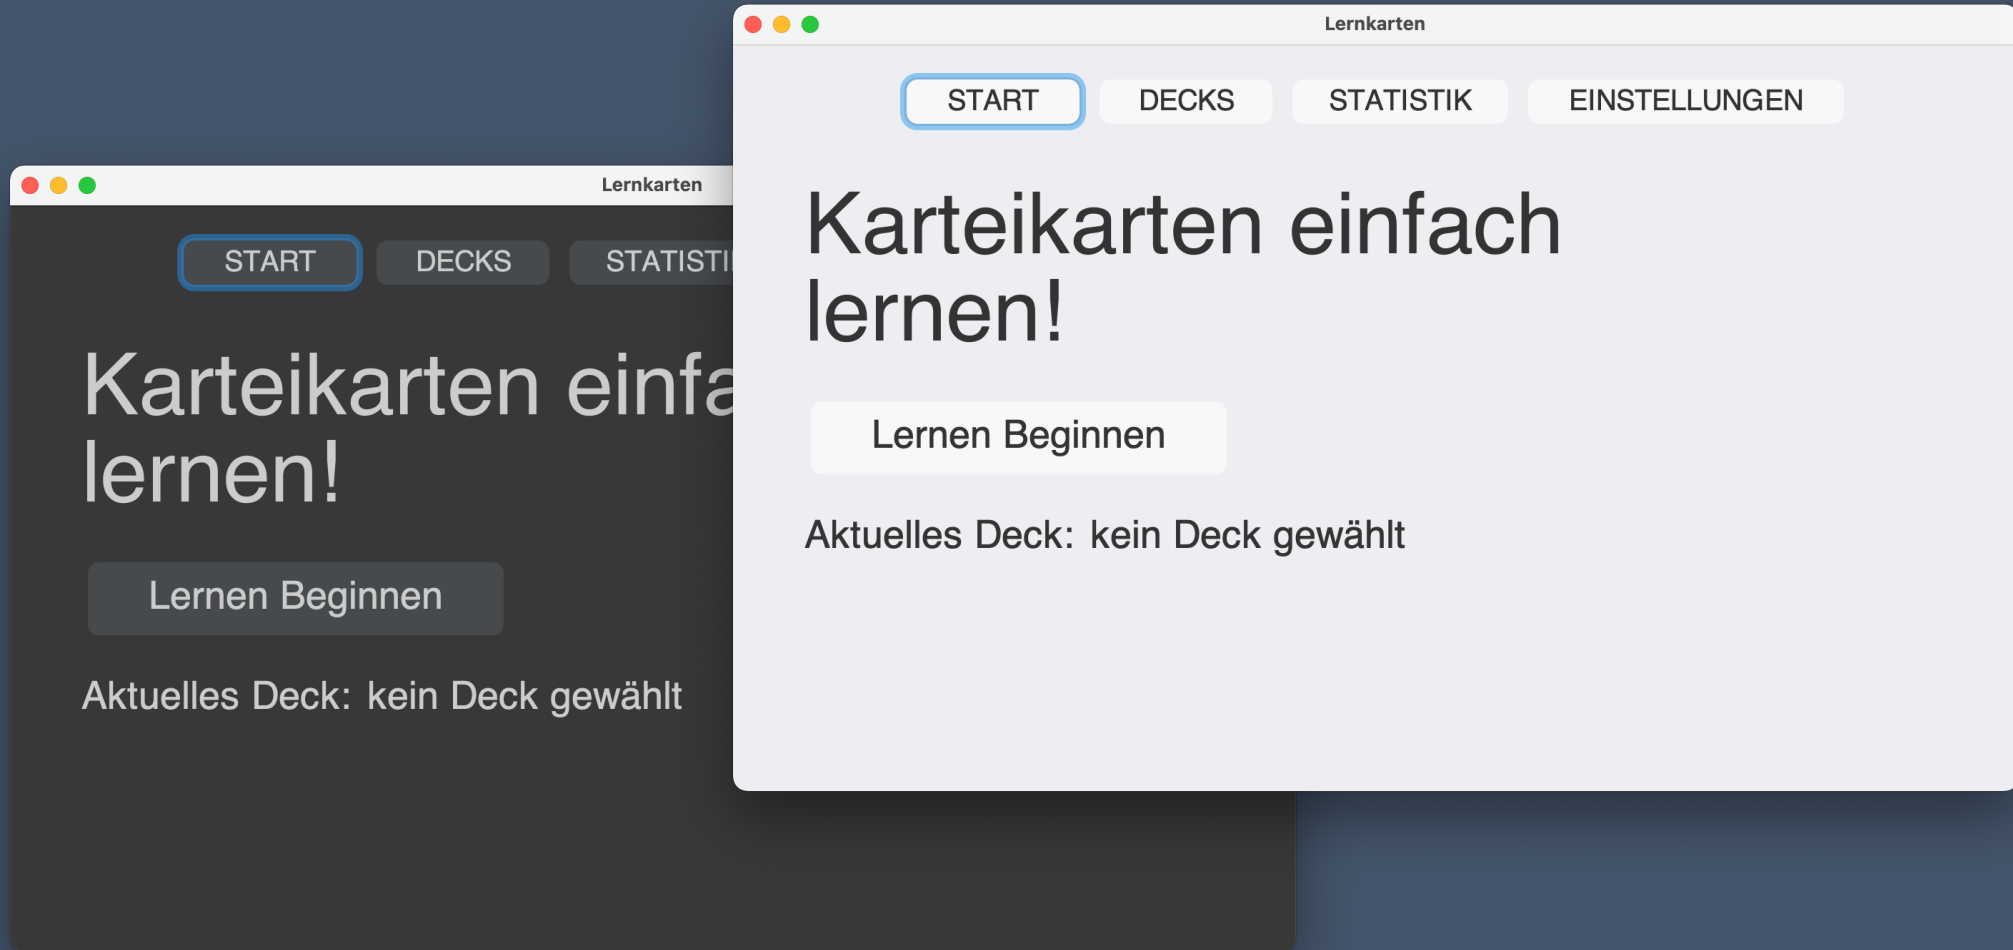 Lernkarten
START DECKS STATISTIK EINSTELLUNGEN
Karteikarten einfach
lernen!
Lernen Beginnen
Aktuelles Deck: kein Deck gewählt
Lernkarten
START DECKS STATISTI
Karteikarten einfa
lernen!
Lernen Beginnen
Aktuelles Deck: kein Deck gewählt